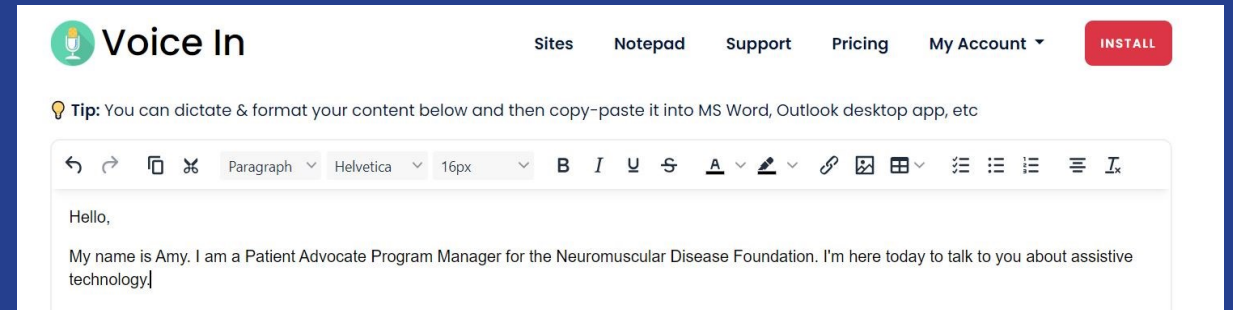 Voice In
Sites Notepad Support Pricing My Account INSTALL
Tip: You can dictate & format your content below and then copy-paste it into MS Word, Outlook desktop app, etc
Paragraph Helvetica 16px B I U S A
Hello,
My name is Amy. I am a Patient Advocate Program Manager for the Neuromuscular Disease Foundation. I'm here today to talk to you about assistive
technology.